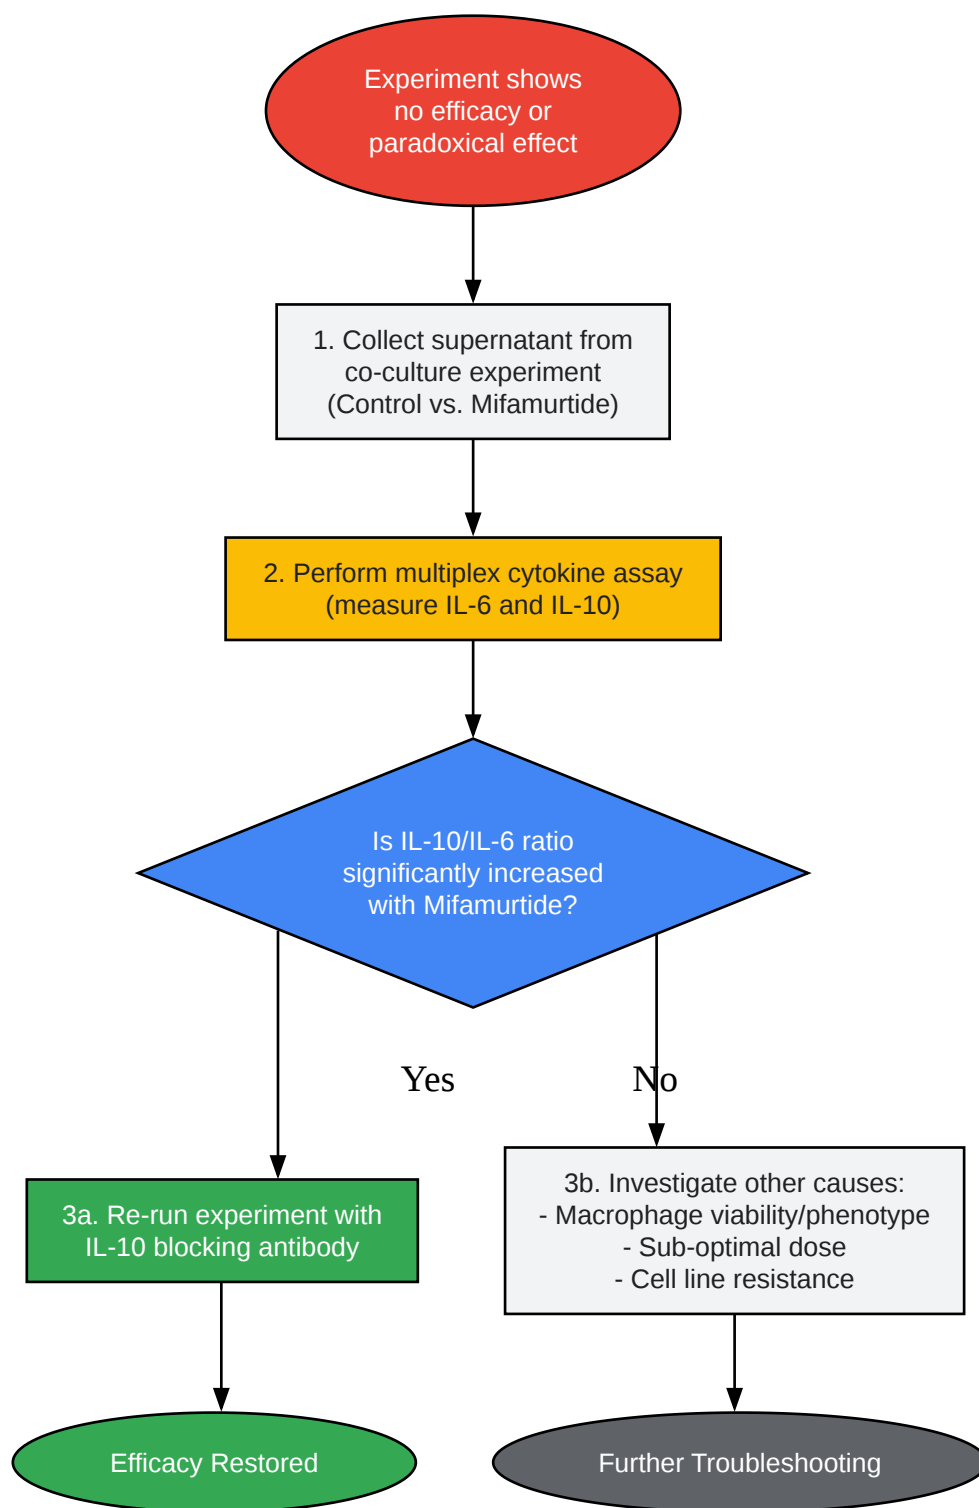 Experiment shows
no efficacy or
paradoxical effect
1. Collect supernatant from
co-culture experiment
(Control vs. Mifamurtide)
2. Perform multiplex cytokine assay
(measure IL-6 and IL-10)
Is IL-10/IL-6 ratio
significantly increased
with Mifamurtide?
Yes
No
3a. Re-run experiment with
IL-10 blocking antibody
3b. Investigate other causes:
- Macrophage viability/phenotype
- Sub-optimal dose
- Cell line resistance
Efficacy Restored
Further Troubleshooting